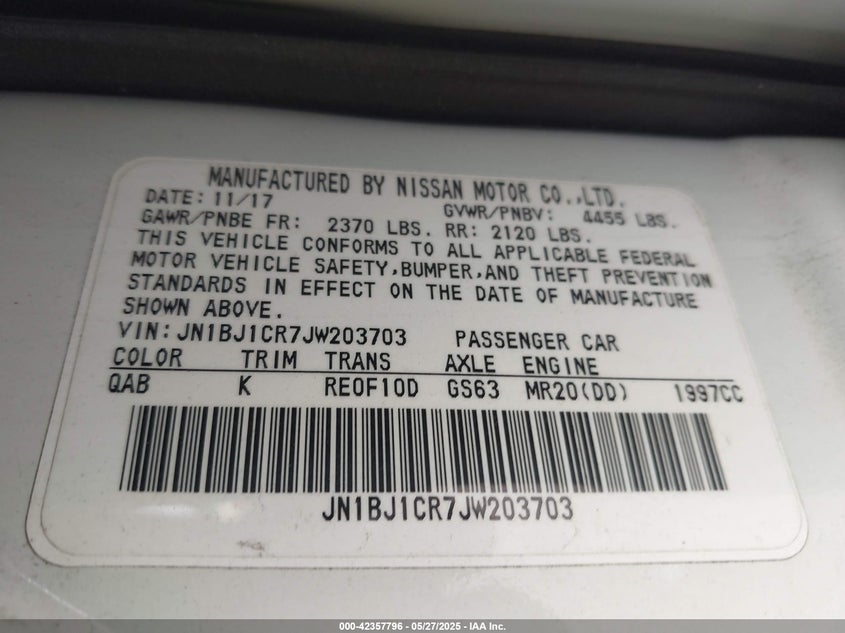 MANUFACTURED BY NISSAN MOTOR CO.,LTD.
DATE: 11/17 GVWR/PNBV: 4455 LBS.
GAWR/PNBE FR: 2370 LBS. RR: 2120 LBS.
THIS VEHICLE CONFORMS TO ALL APPLICABLE FEDERAL
MOTOR VEHICLE SAFETY,BUMPER,AND THEFT PREVENTION
STANDARDS IN EFFECT ON THE DATE OF MANUFACTURE
SHOWN ABOVE.
VIN:JN1BJ1CR7JW203703 PASSENGER CAR
COLOR TRIM TRANS AXLE ENGINE
QAB K RE0F10D GS63 MR20(DD) 1997CC
JN1BJ1CR7JW203703
000-42357796 — 05/27/2025 — IAA Inc.